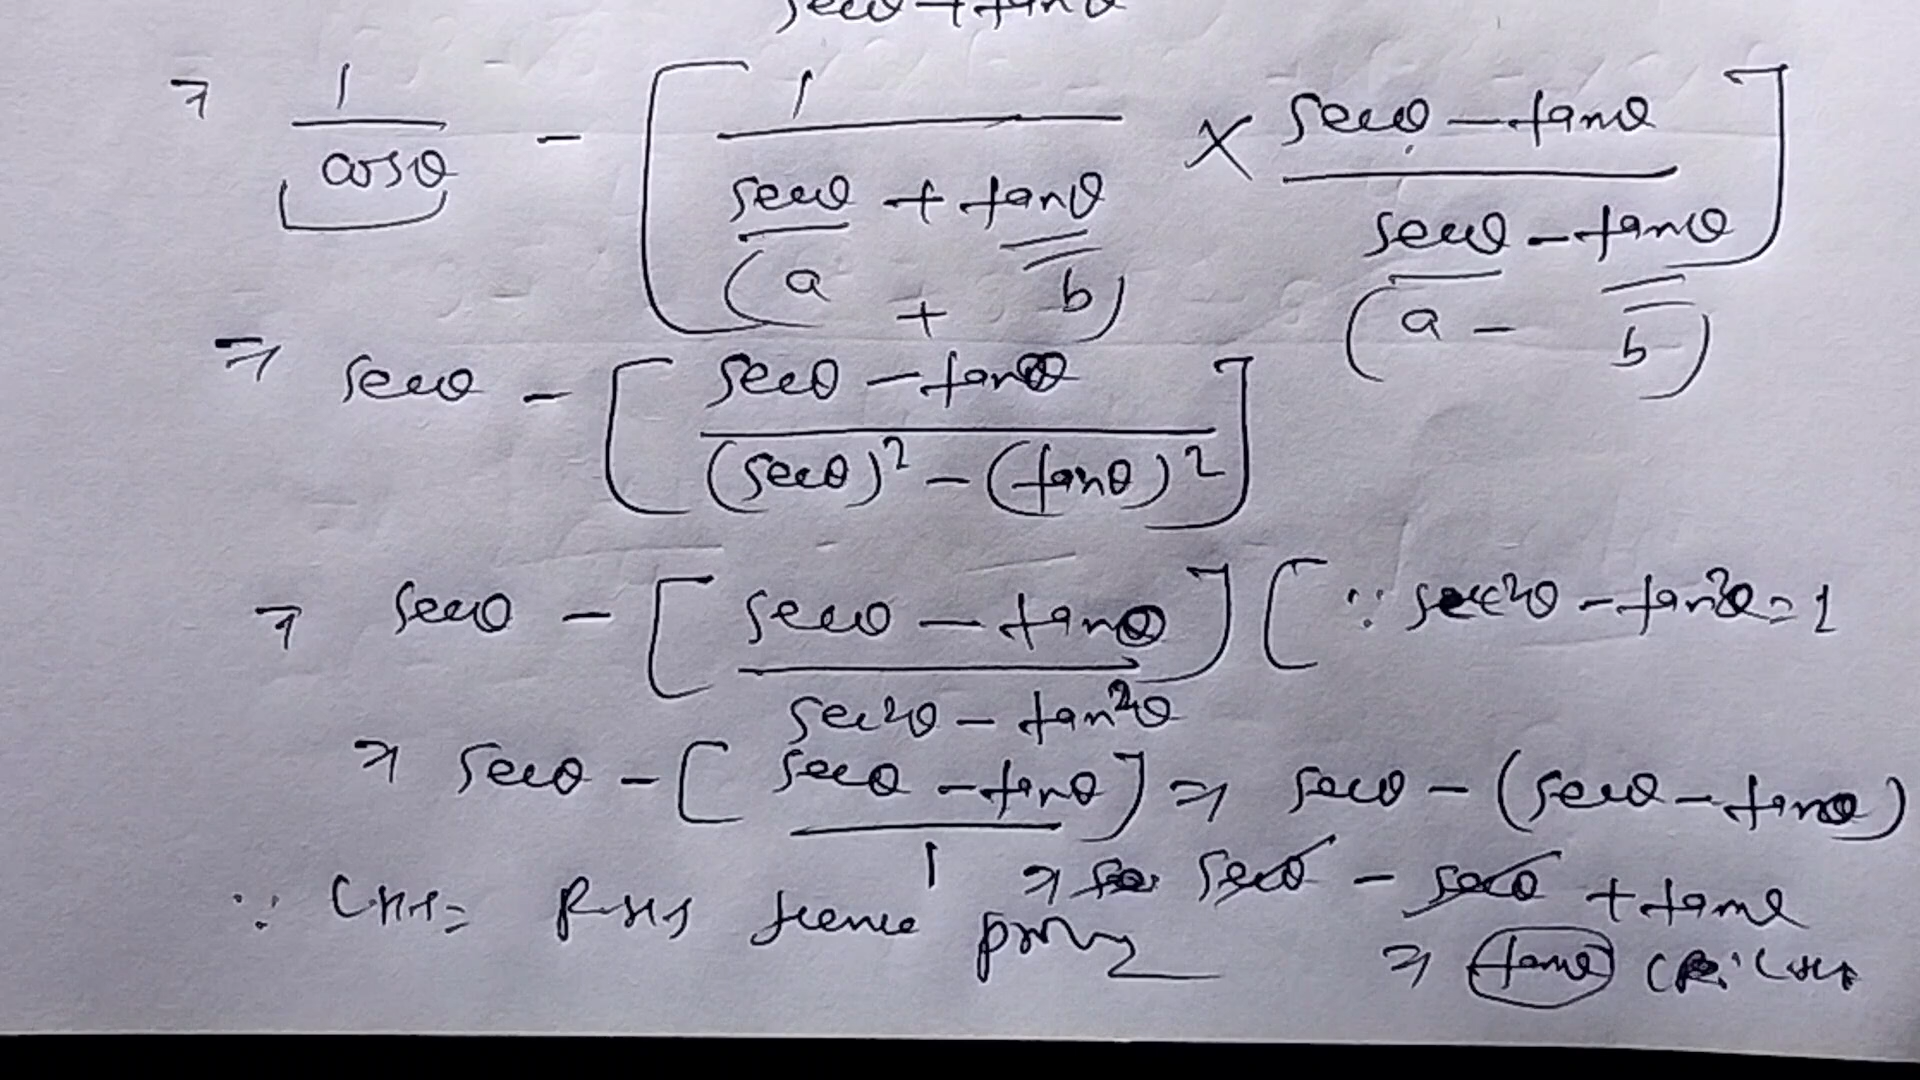 secθ + tanθ
⇒ 1/cosθ - [1/(secθ + tanθ) × (secθ - tanθ)/(secθ - tanθ)]
(a + b) (a - b)
⇒ secθ - [(secθ - tanθ)/((secθ)² - (tanθ)²)]
⇒ secθ - [(secθ - tanθ)/(sec²θ - tan²θ)] [∵ sec²θ - tan²θ = 1
⇒ secθ - [(secθ - tanθ)/1] ⇒ secθ - (secθ - tanθ)
⇒ secθ - secθ + tanθ
∵ LHS = RHS hence
⇒ tanθ LHS